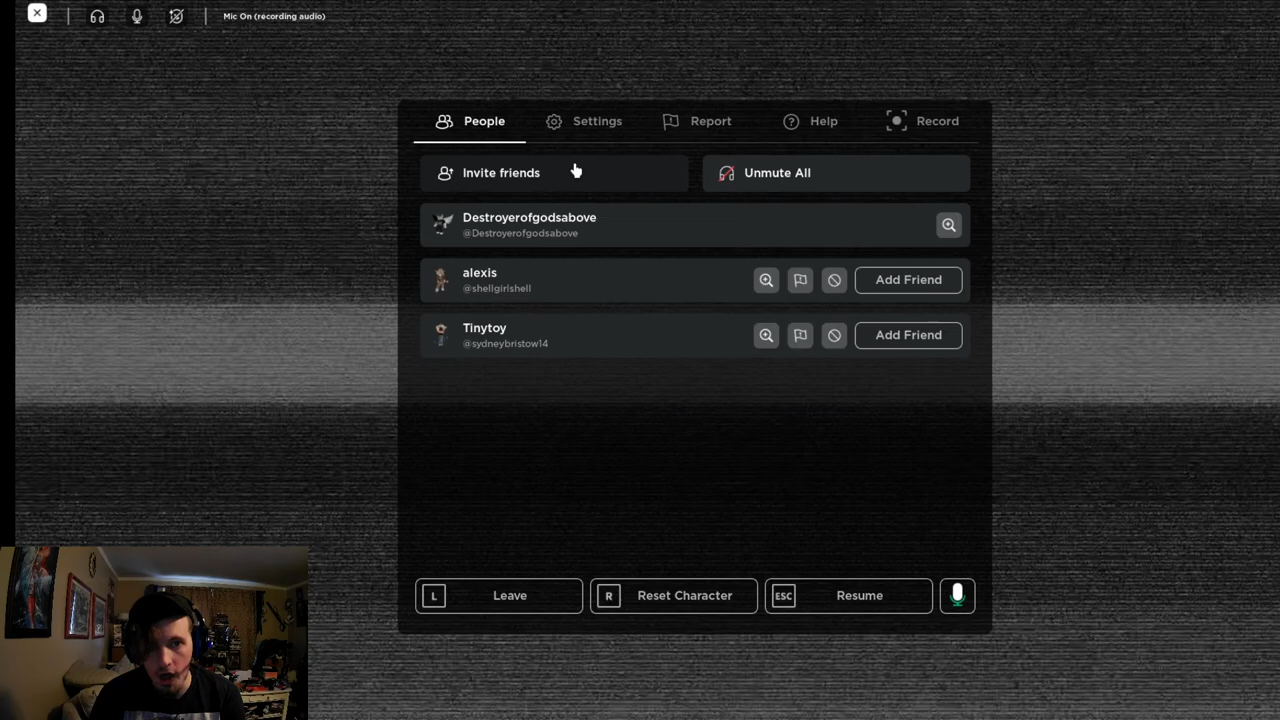 Mic On (recording audio)
People Settings Report Help Record
Invite friends Unmute All
Destroyerofgodsabove
@Destroyerofgodsabove
alexis
@shellgirlshell
Add Friend
Tinytoy
@sydneybristow14
Add Friend
L Leave R Reset Character ESC Resume